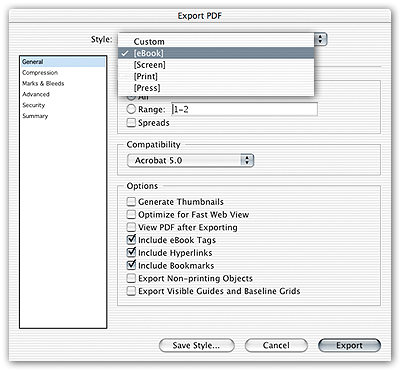 Export PDF
Style:
Custom
[eBook]
[Screen]
[Print]
[Press]
General
Compression
Marks & Bleeds
Advanced
Security
Summary
All
Range: 1-2
Spreads
Compatibility
Acrobat 5.0
Options
Generate Thumbnails
Optimize for Fast Web View
View PDF after Exporting
Include eBook Tags
Include Hyperlinks
Include Bookmarks
Export Non-printing Objects
Export Visible Guides and Baseline Grids
Save Style... Cancel Export